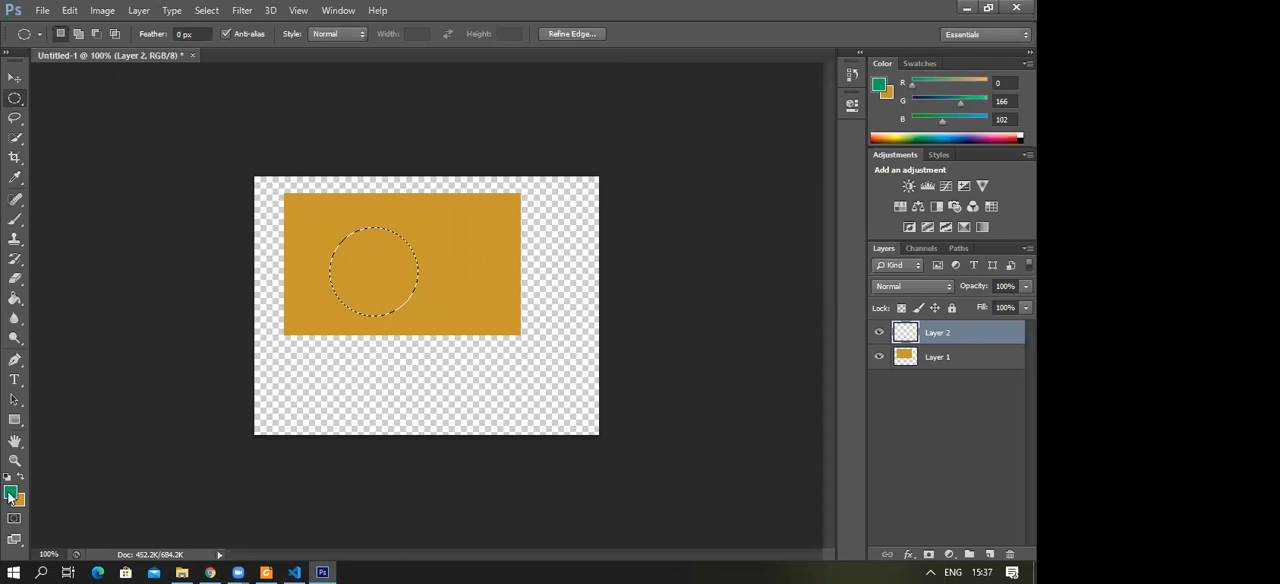 Ps File Edit Image Layer Type Select Filter 3D View Window Help
Feather: 0 px Anti-alias Style: Normal Width: Height: Refine Edge... Essentials
Untitled-1 @ 100% (Layer 2, RGB/8) * ×
Color Swatches
R 0
G 166
B 102
Adjustments Styles
Add an adjustment
Layers Channels Paths
Kind
Normal Opacity: 100%
Lock: Fill: 100%
Layer 2
Layer 1
100% Doc: 452.2K/684.2K
ENG 15:37